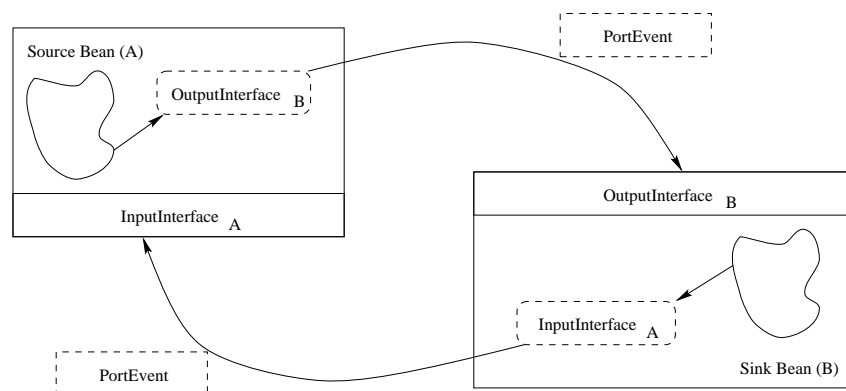 PortEvent
Source Bean (A)
OutputInterface B
InputInterface A
OutputInterface B
InputInterface A
Sink Bean (B)
PortEvent